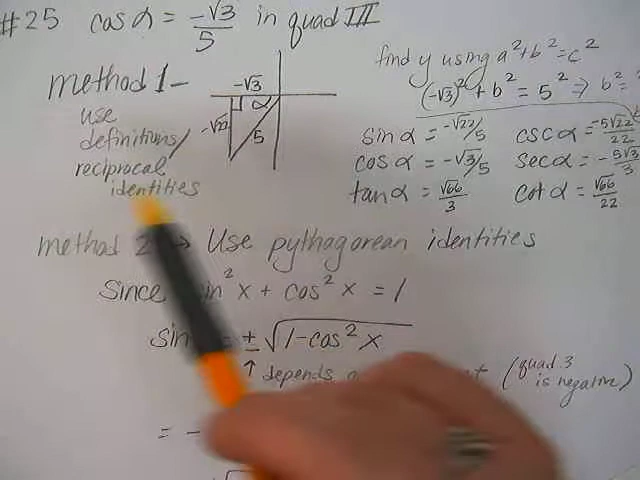 #25 cos α = -√3/5 in quad III
method 1-
use
definitions/
reciprocal
identities
-√3
α
-√22
5
find y using a²+b²=c²
(-√3)² + b² = 5² ⇒ b² =
sin α = -√22/5 csc α = -5√22/22
cos α = -√3/5 sec α = -5√3/3
tan α = √66/3 cot α = √66/22
method 2 → Use pythagorean identities
Since sin² x + cos² x = 1
sin = ± √1-cos² x
↑ depends (quad. 3
is negative)
= -